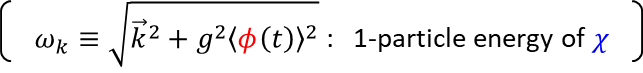 ( ω_k ≡ √(k⃗² + g²⟨ϕ(t)⟩²) : 1-particle energy of χ )